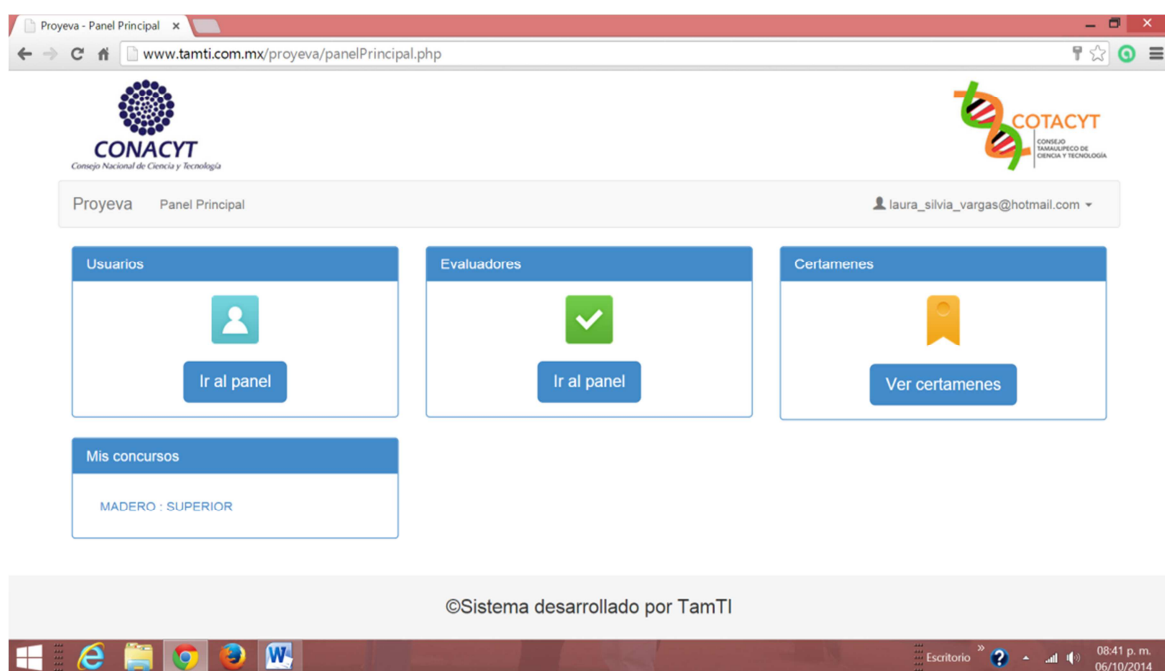 Proyeva - Panel Principal
www.tamti.com.mx/proyeva/panelPrincipal.php
CONACYT
Consejo Nacional de Ciencia y Tecnología
COTACYT
CONSEJO
TAMAULIPECO DE
CIENCIA Y TECNOLOGÍA
Proyeva Panel Principal laura_silvia_vargas@hotmail.com
Usuarios
Ir al panel
Evaluadores
Ir al panel
Certamenes
Ver certamenes
Mis concursos
MADERO : SUPERIOR
©Sistema desarrollado por TamTI
Escritorio
08:41 p. m.
06/10/2014